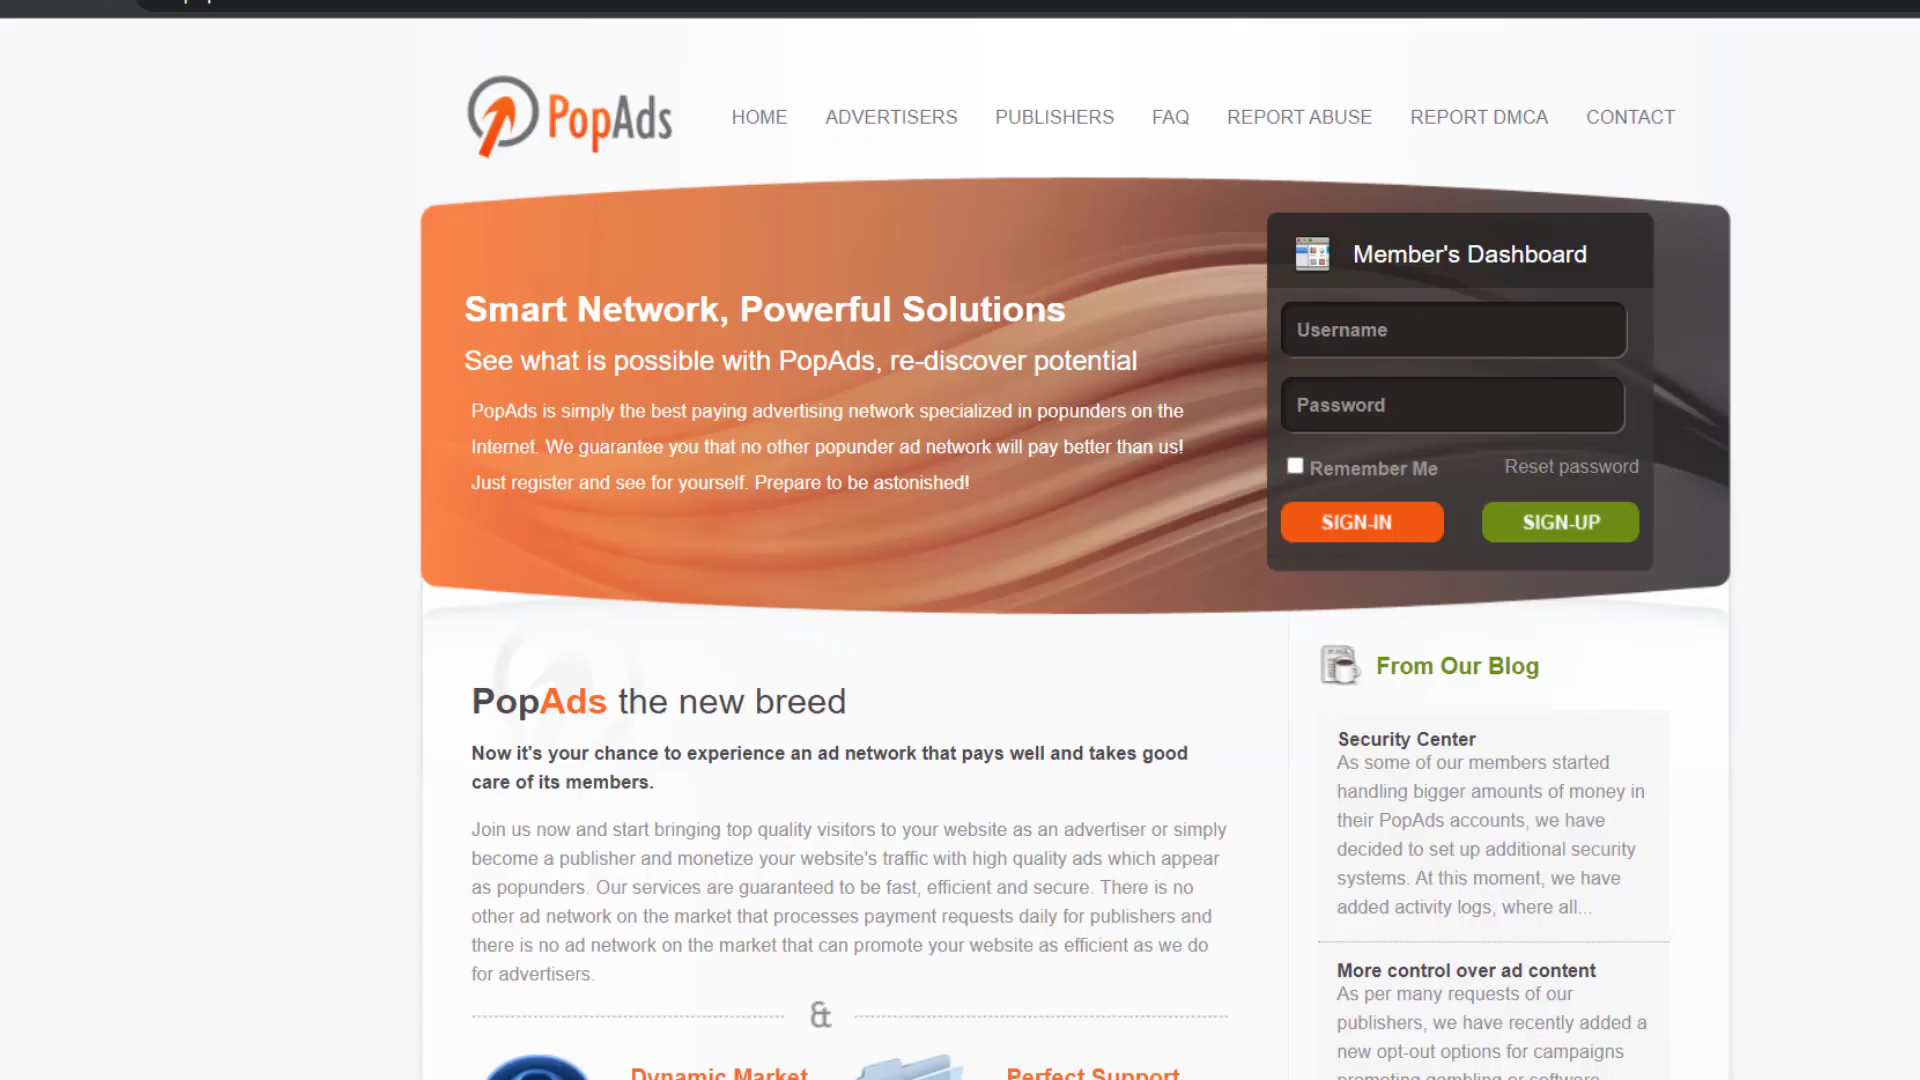 PopAds
HOME ADVERTISERS PUBLISHERS FAQ REPORT ABUSE REPORT DMCA CONTACT
Smart Network, Powerful Solutions
See what is possible with PopAds, re-discover potential
PopAds is simply the best paying advertising network specialized in popunders on the
Internet. We guarantee you that no other popunder ad network will pay better than us!
Just register and see for yourself. Prepare to be astonished!
Member's Dashboard
Username
Password
Remember Me
Reset password
SIGN-IN
SIGN-UP
PopAds the new breed
Now it's your chance to experience an ad network that pays well and takes good
care of its members.
Join us now and start bringing top quality visitors to your website as an advertiser or simply
become a publisher and monetize your website's traffic with high quality ads which appear
as popunders. Our services are guaranteed to be fast, efficient and secure. There is no
other ad network on the market that processes payment requests daily for publishers and
there is no ad network on the market that can promote your website as efficient as we do
for advertisers.
&
Dynamic Market
Perfect Support
From Our Blog
Security Center
As some of our members started
handling bigger amounts of money in
their PopAds accounts, we have
decided to set up additional security
systems. At this moment, we have
added activity logs, where all...
More control over ad content
As per many requests of our
publishers, we have recently added a
new opt-out options for campaigns
promoting gambling or software